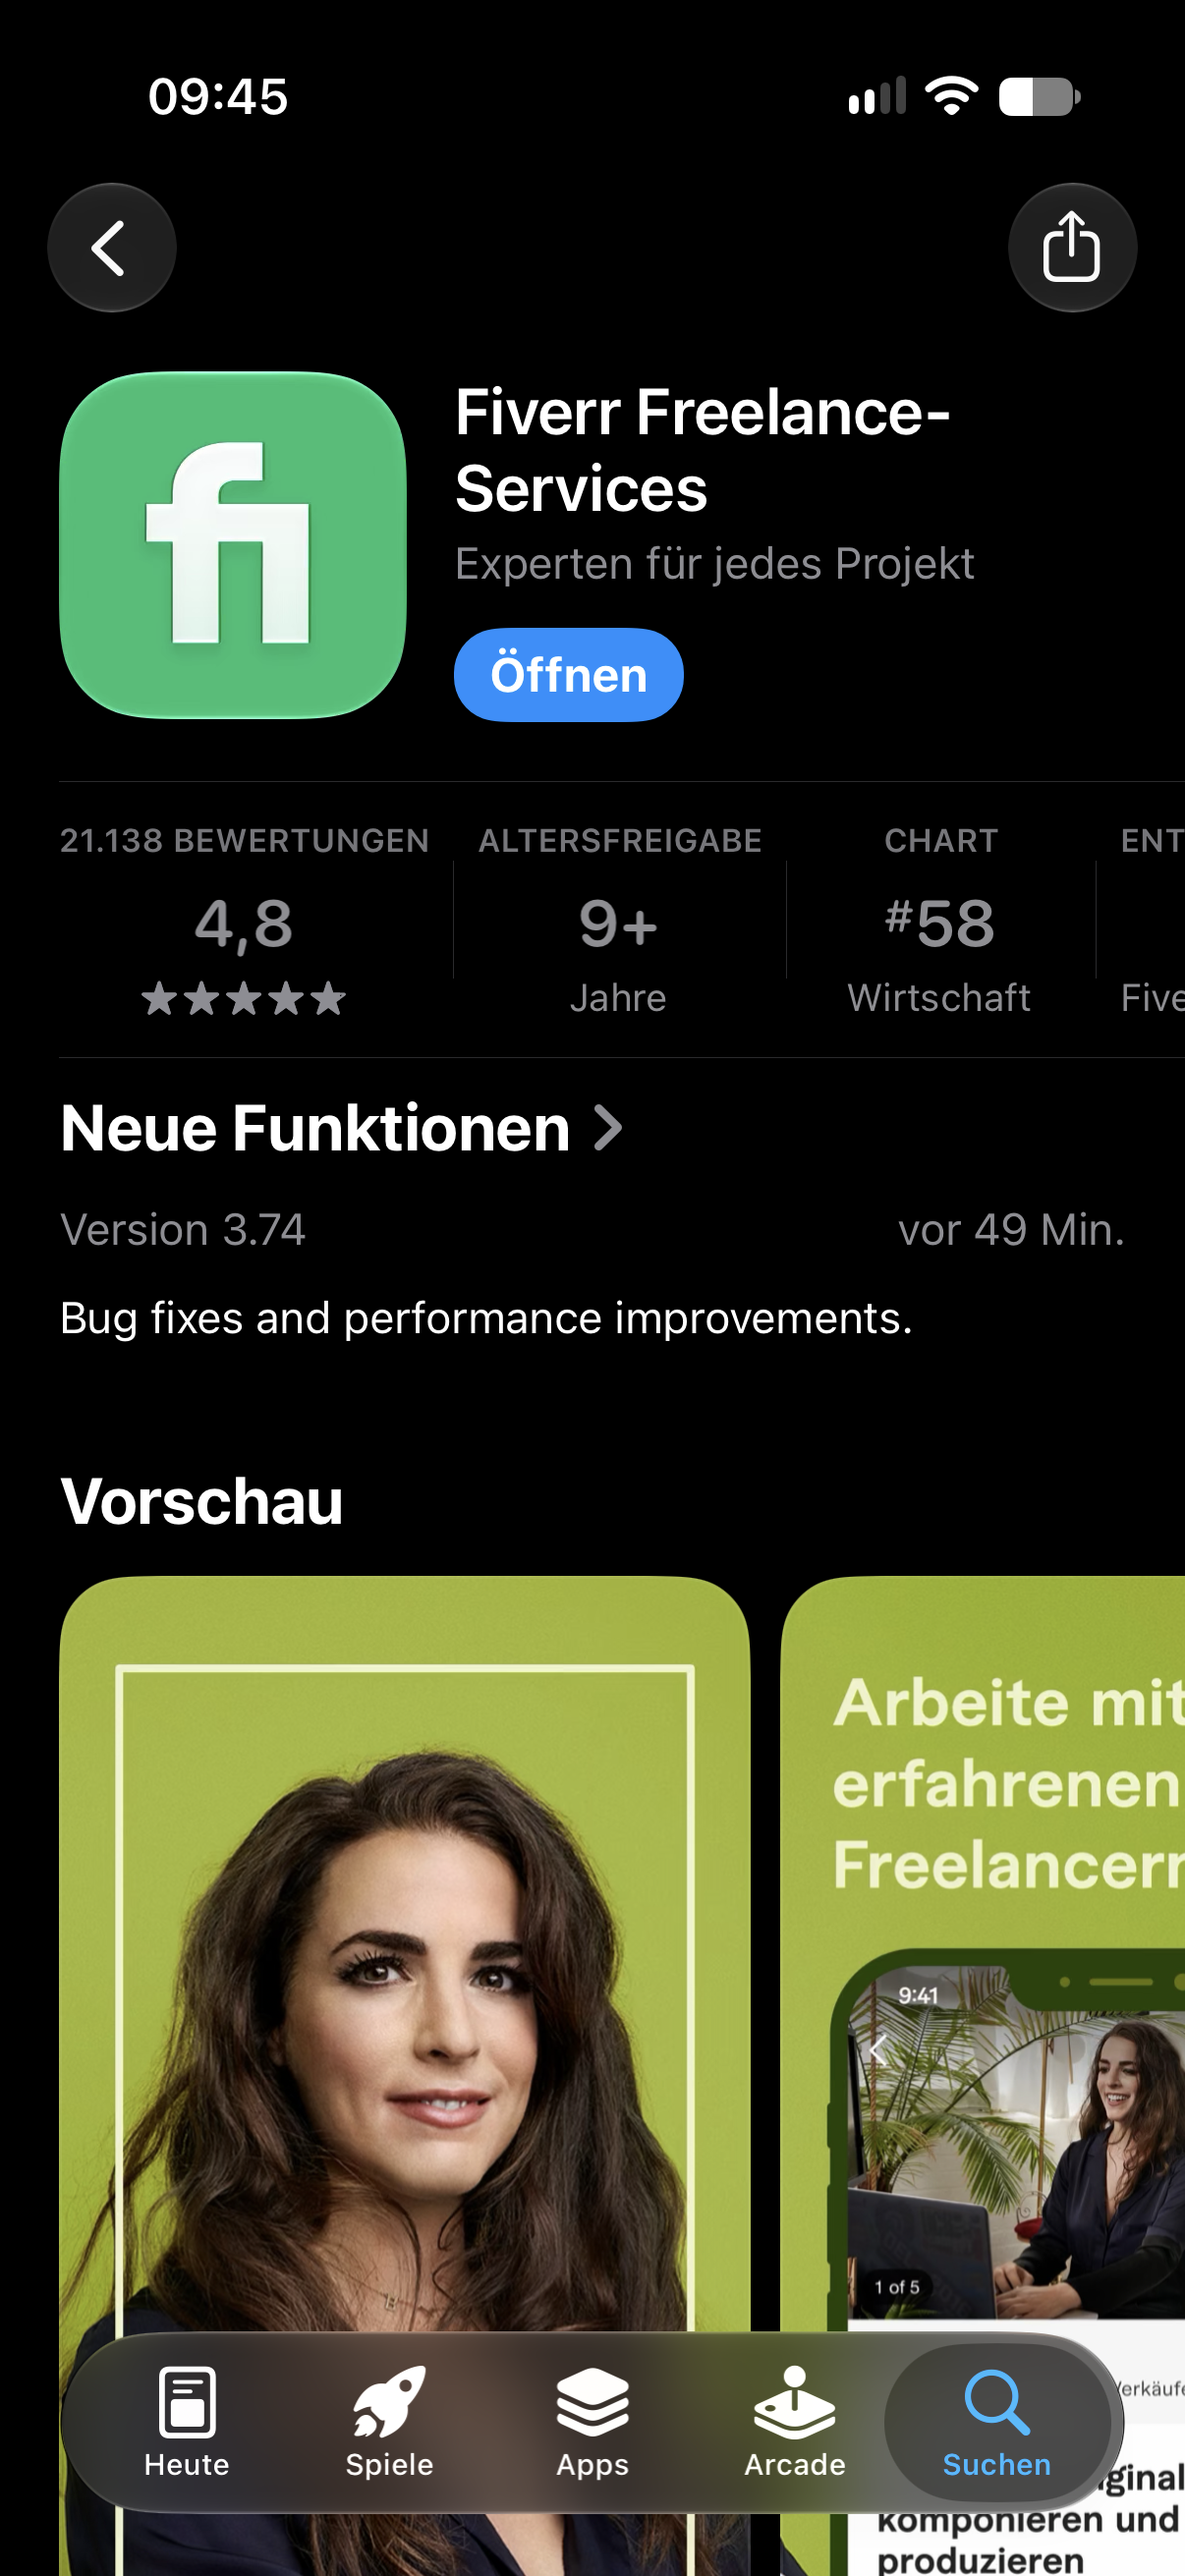 09:45
fi
Fiverr Freelance-
Services
Experten für jedes Projekt
Öffnen
21.138 BEWERTUNGEN
4,8
ALTERSFREIGABE
9+
Jahre
CHART
#58
Wirtschaft
Neue Funktionen
Version 3.74
vor 49 Min.
Bug fixes and performance improvements.
Vorschau
Arbeite mit
erfahrenen
9:41
1 of 5
komponieren und
produzieren
Heute
Spiele
Apps
Arcade
Suchen